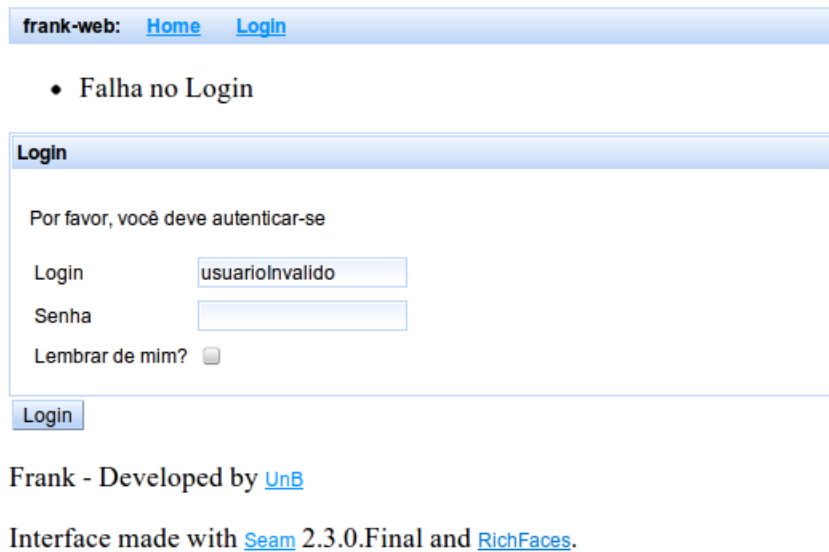 frank-web: Home Login
• Falha no Login
Login
Por favor, você deve autenticar-se
Login usuarioInvalido
Senha
Lembrar de mim?
Login
Frank - Developed by UnB
Interface made with Seam 2.3.0.Final and RichFaces.